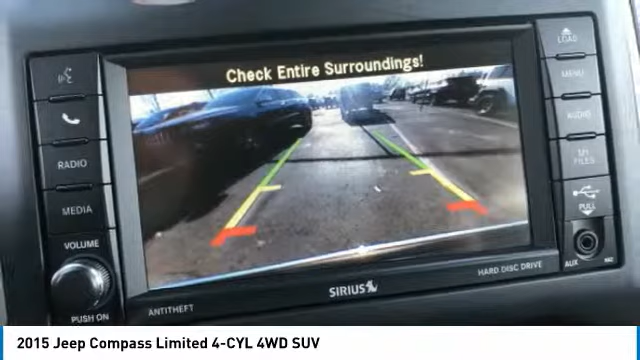 Check Entire Surroundings!
LOAD
MENU
AUDIO
MY
FILES
PULL
AUX
RADIO
MEDIA
VOLUME
PUSH ON
ANTITHEFT
SIRIUS
HARD DISC DRIVE
2015 Jeep Compass Limited 4-CYL 4WD SUV